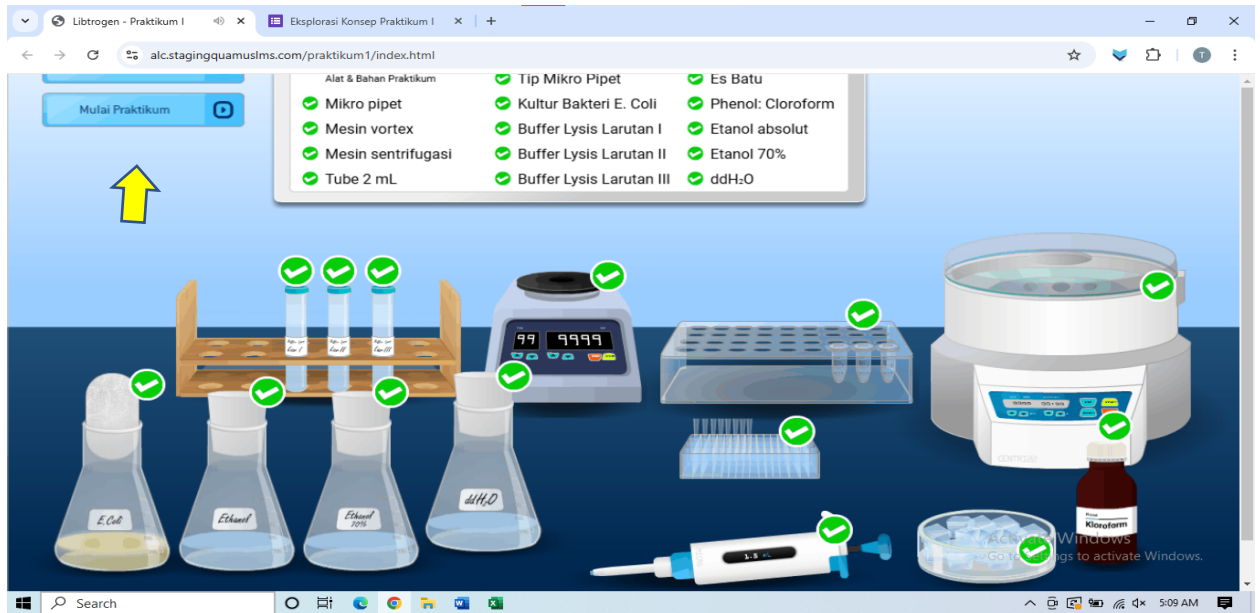 Libtrogen - Praktikum I
Eksplorasi Konsep Praktikum I
alc.stagingquamuslms.com/praktikum1/index.html
T
Mulai Praktikum
Alat & Bahan Praktikum
Mikro pipet
Mesin vortex
Mesin sentrifugasi
Tube 2 mL
Tip Mikro Pipet
Kultur Bakteri E. Coli
Buffer Lysis Larutan I
Buffer Lysis Larutan II
Buffer Lysis Larutan III
Es Batu
Phenol: Cloroform
Etanol absolut
Etanol 70%
ddH₂O
99 9999
9999 99:99
E.Coli
Ethanol
Ethanol
70%
ddH₂O
1.5
Kloroform
Activate Windows
Go to Settings to activate Windows.
Search
5:09 AM